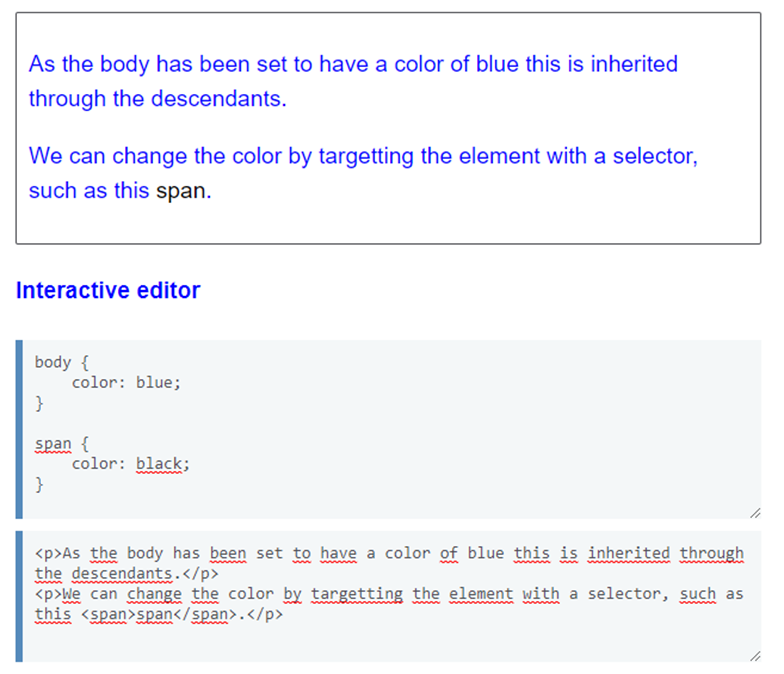 As the body has been set to have a color of blue this is inherited
through the descendants.
We can change the color by targetting the element with a selector,
such as this span.
Interactive editor
body {
    color: blue;
}
span {
    color: black;
}
<p>As the body has been set to have a color of blue this is inherited through
the descendants.</p>
<p>We can change the color by targetting the element with a selector, such as
this <span>span</span>.</p>